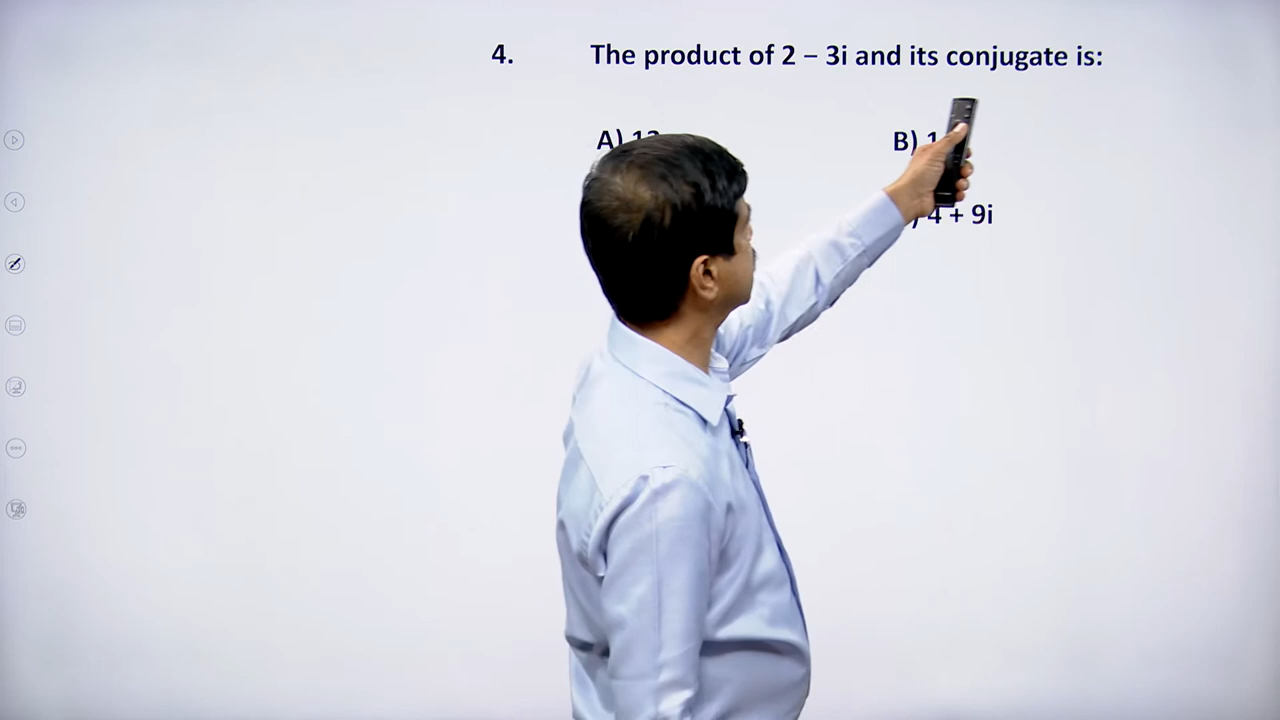 4. The product of 2 – 3i and its conjugate is:
A) B)
4 + 9i